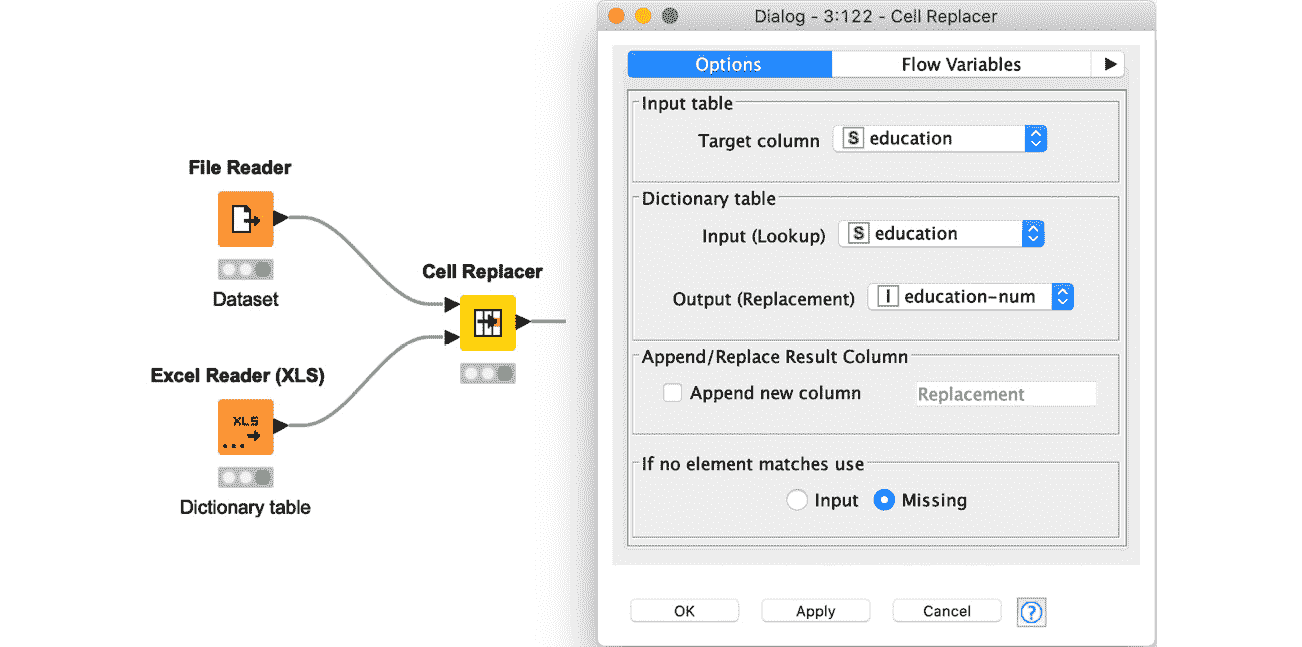 File Reader
Dataset
Excel Reader (XLS)
XLS
Dictionary table
Cell Replacer
Dialog - 3:122 - Cell Replacer
Options
Flow Variables
Input table
Target column
S education
Dictionary table
Input (Lookup)
S education
Output (Replacement)
I education-num
Append/Replace Result Column
Append new column
Replacement
If no element matches use
Input
Missing
OK
Apply
Cancel
?